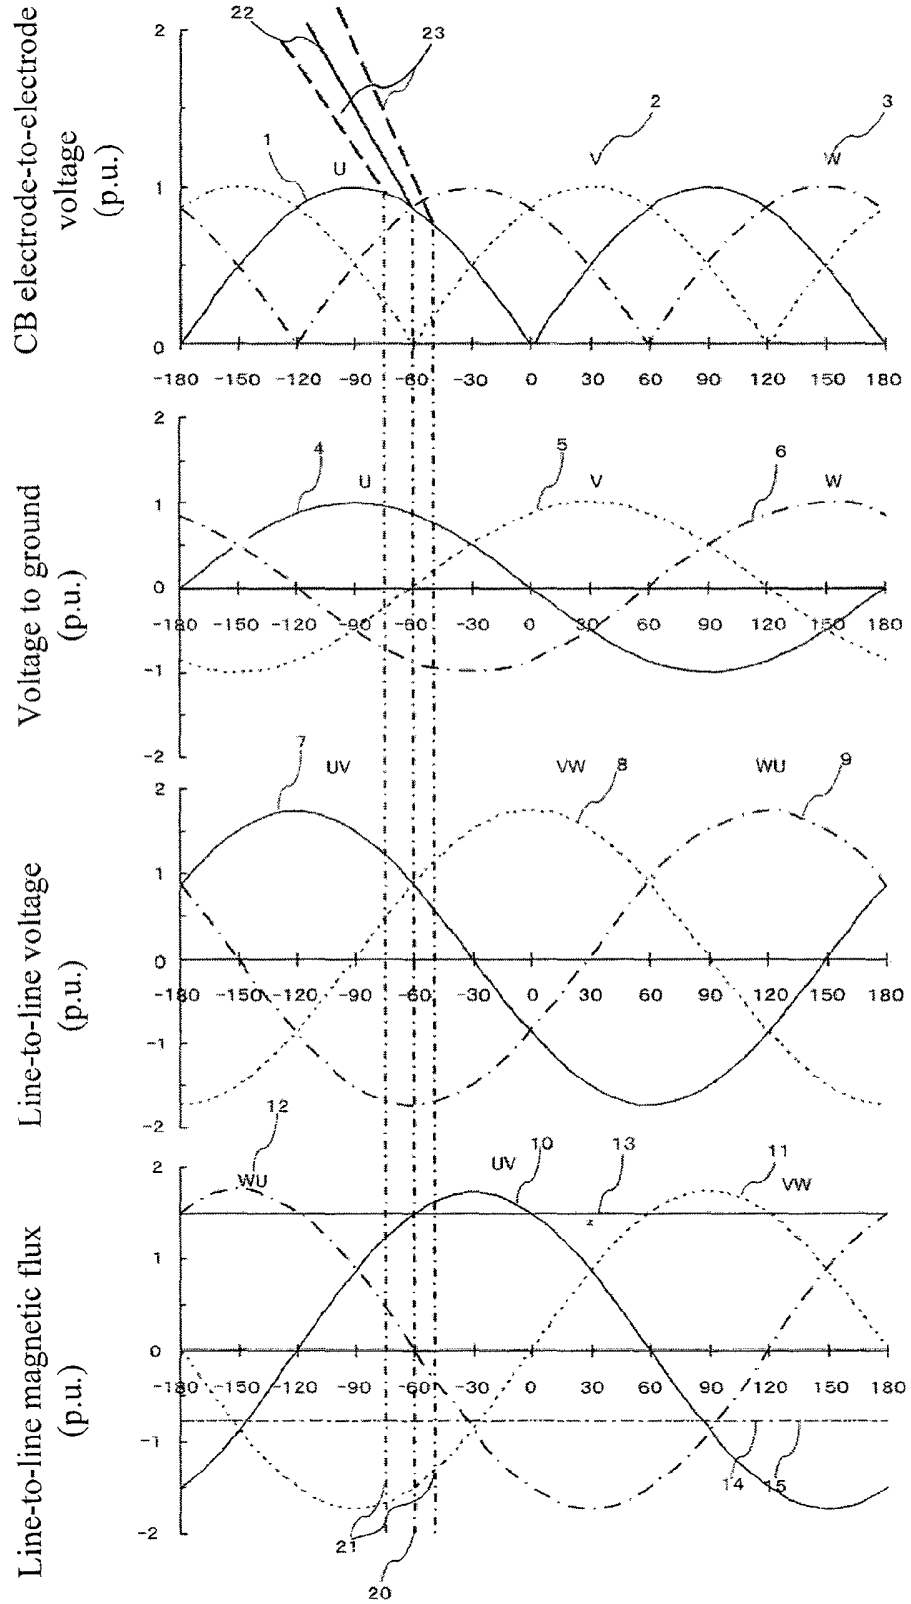 CB electrode-to-electrode
voltage
(p.u.)
22
23
2
1
2
3
U
V
W
1
0
-180 -150 -120 -90 -60 -30 0 30 60 90 120 150 180
Voltage to ground
(p.u.)
2
4
5
6
U
V
W
1
0
-180 -150 -120 -90 -60 -30 0 30 60 90 120 150 180
-1
-2
Line-to-line voltage
(p.u.)
7
UV
VW
8
WU
9
2
1
0
-180 -150 -120 -90 -60 -30 0 30 60 90 120 150 180
-1
-2
Line-to-line magnetic flux
(p.u.)
12
2
WU
UV
10
13
11
VW
1
0
-180 -150 -120 -90 -60 -30 0 30 60 90 120 150 180
-1
14
15
-2
21
20